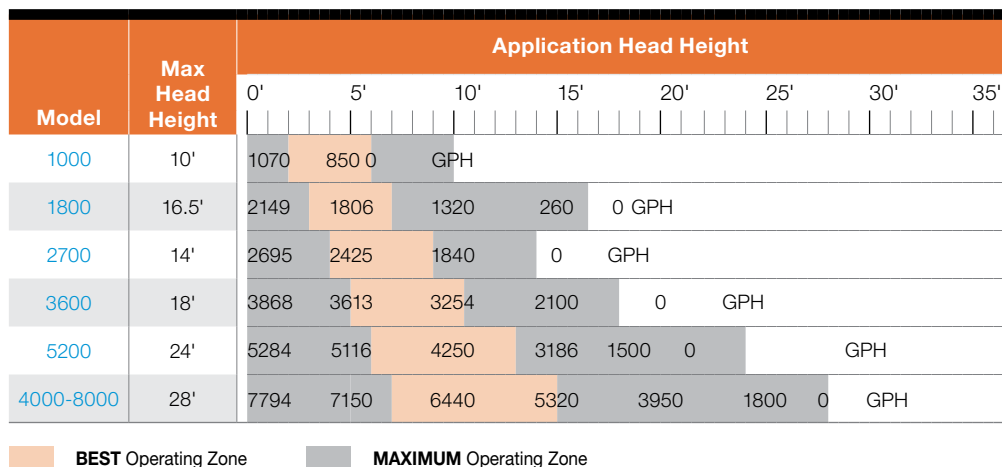 Application Head Height
Model Max Head Height 0' 5' 10' 15' 20' 25' 30' 35'
1000 10' 1070 850 0 GPH
1800 16.5' 2149 1806 1320 260 0 GPH
2700 14' 2695 2425 1840 0 GPH
3600 18' 3868 3613 3254 2100 0 GPH
5200 24' 5284 5116 4250 3186 1500 0 GPH
4000-8000 28' 7794 7150 6440 5320 3950 1800 0 GPH
BEST Operating Zone MAXIMUM Operating Zone